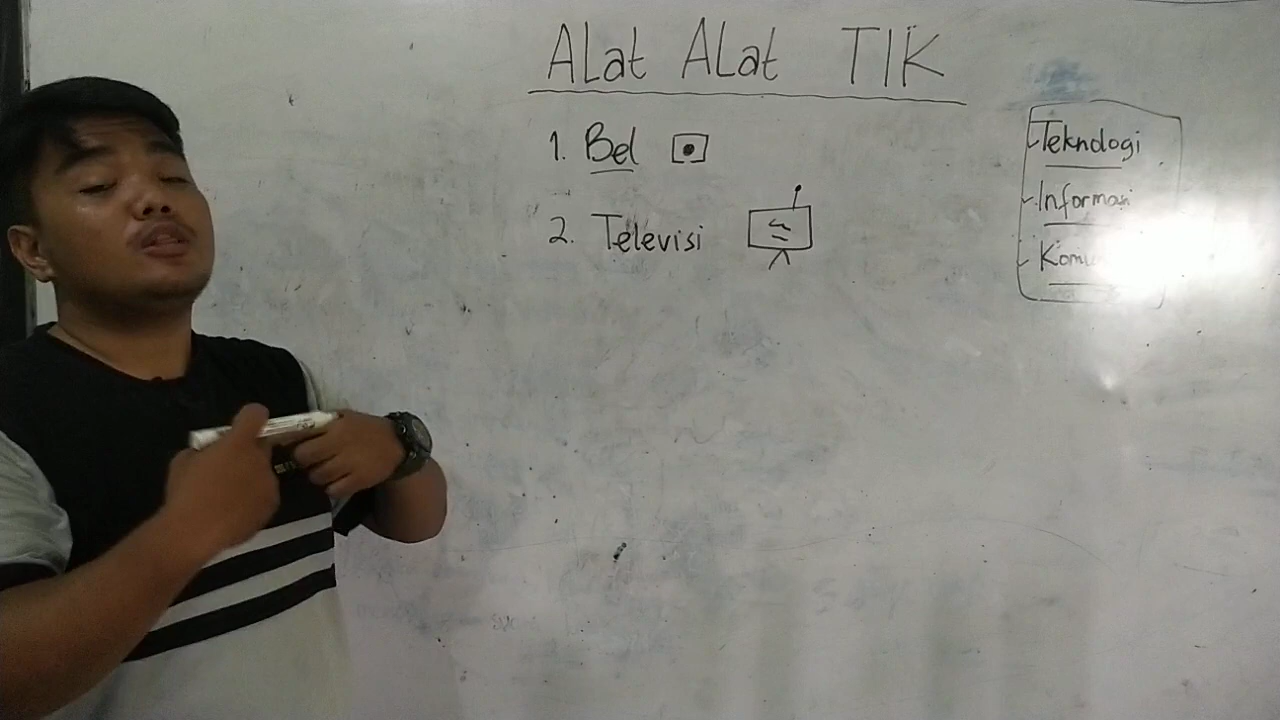 ALat ALat TIK
1. Bel
2. Televisi
Teknologi
Informasi